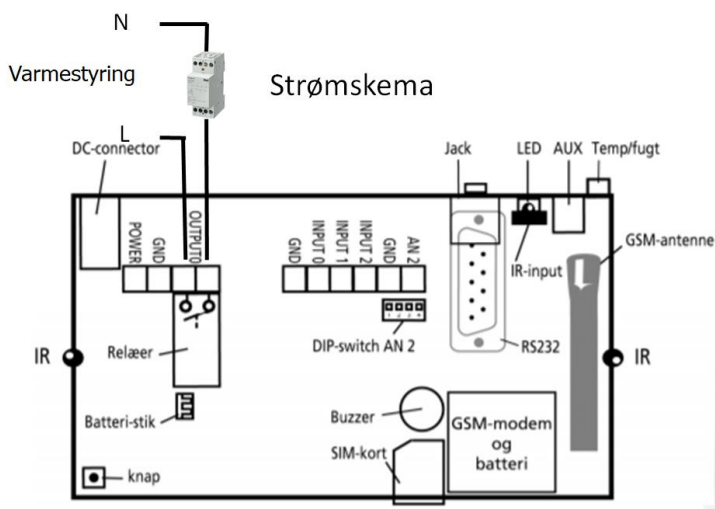 N
Varmestyring
Strømskema
L
DC-connector
Jack
LED
AUX
Temp/fugt
POWER
GND
OUTPUT0
GND
INPUT 0
INPUT 1
INPUT 2
GND
AN 2
GSM-antenne
IR-input
DIP-switch AN 2
RS232
IR
Relæer
IR
Batteri-stik
Buzzer
GSM-modem
og
batteri
SIM-kort
knap